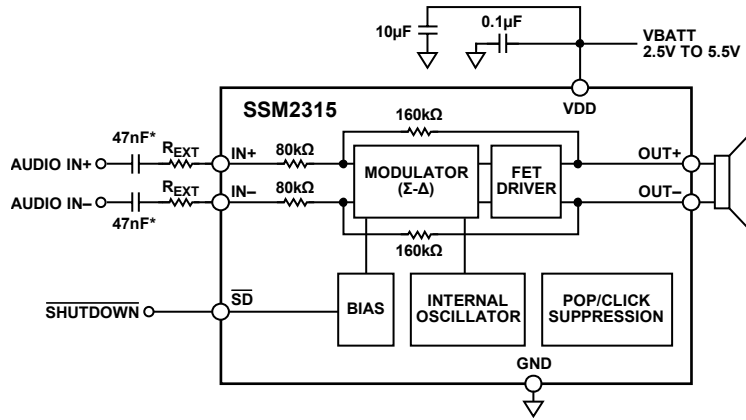 10µF
0.1µF
VBATT
2.5V TO 5.5V
VDD
SSM2315
47nF*
REXT
AUDIO IN+
IN+
80kΩ
160kΩ
MODULATOR
(Σ-Δ)
FET
DRIVER
OUT+
AUDIO IN–
47nF*
REXT
IN–
80kΩ
160kΩ
OUT–
SHUTDOWN
SD
BIAS
INTERNAL
OSCILLATOR
POP/CLICK
SUPPRESSION
GND